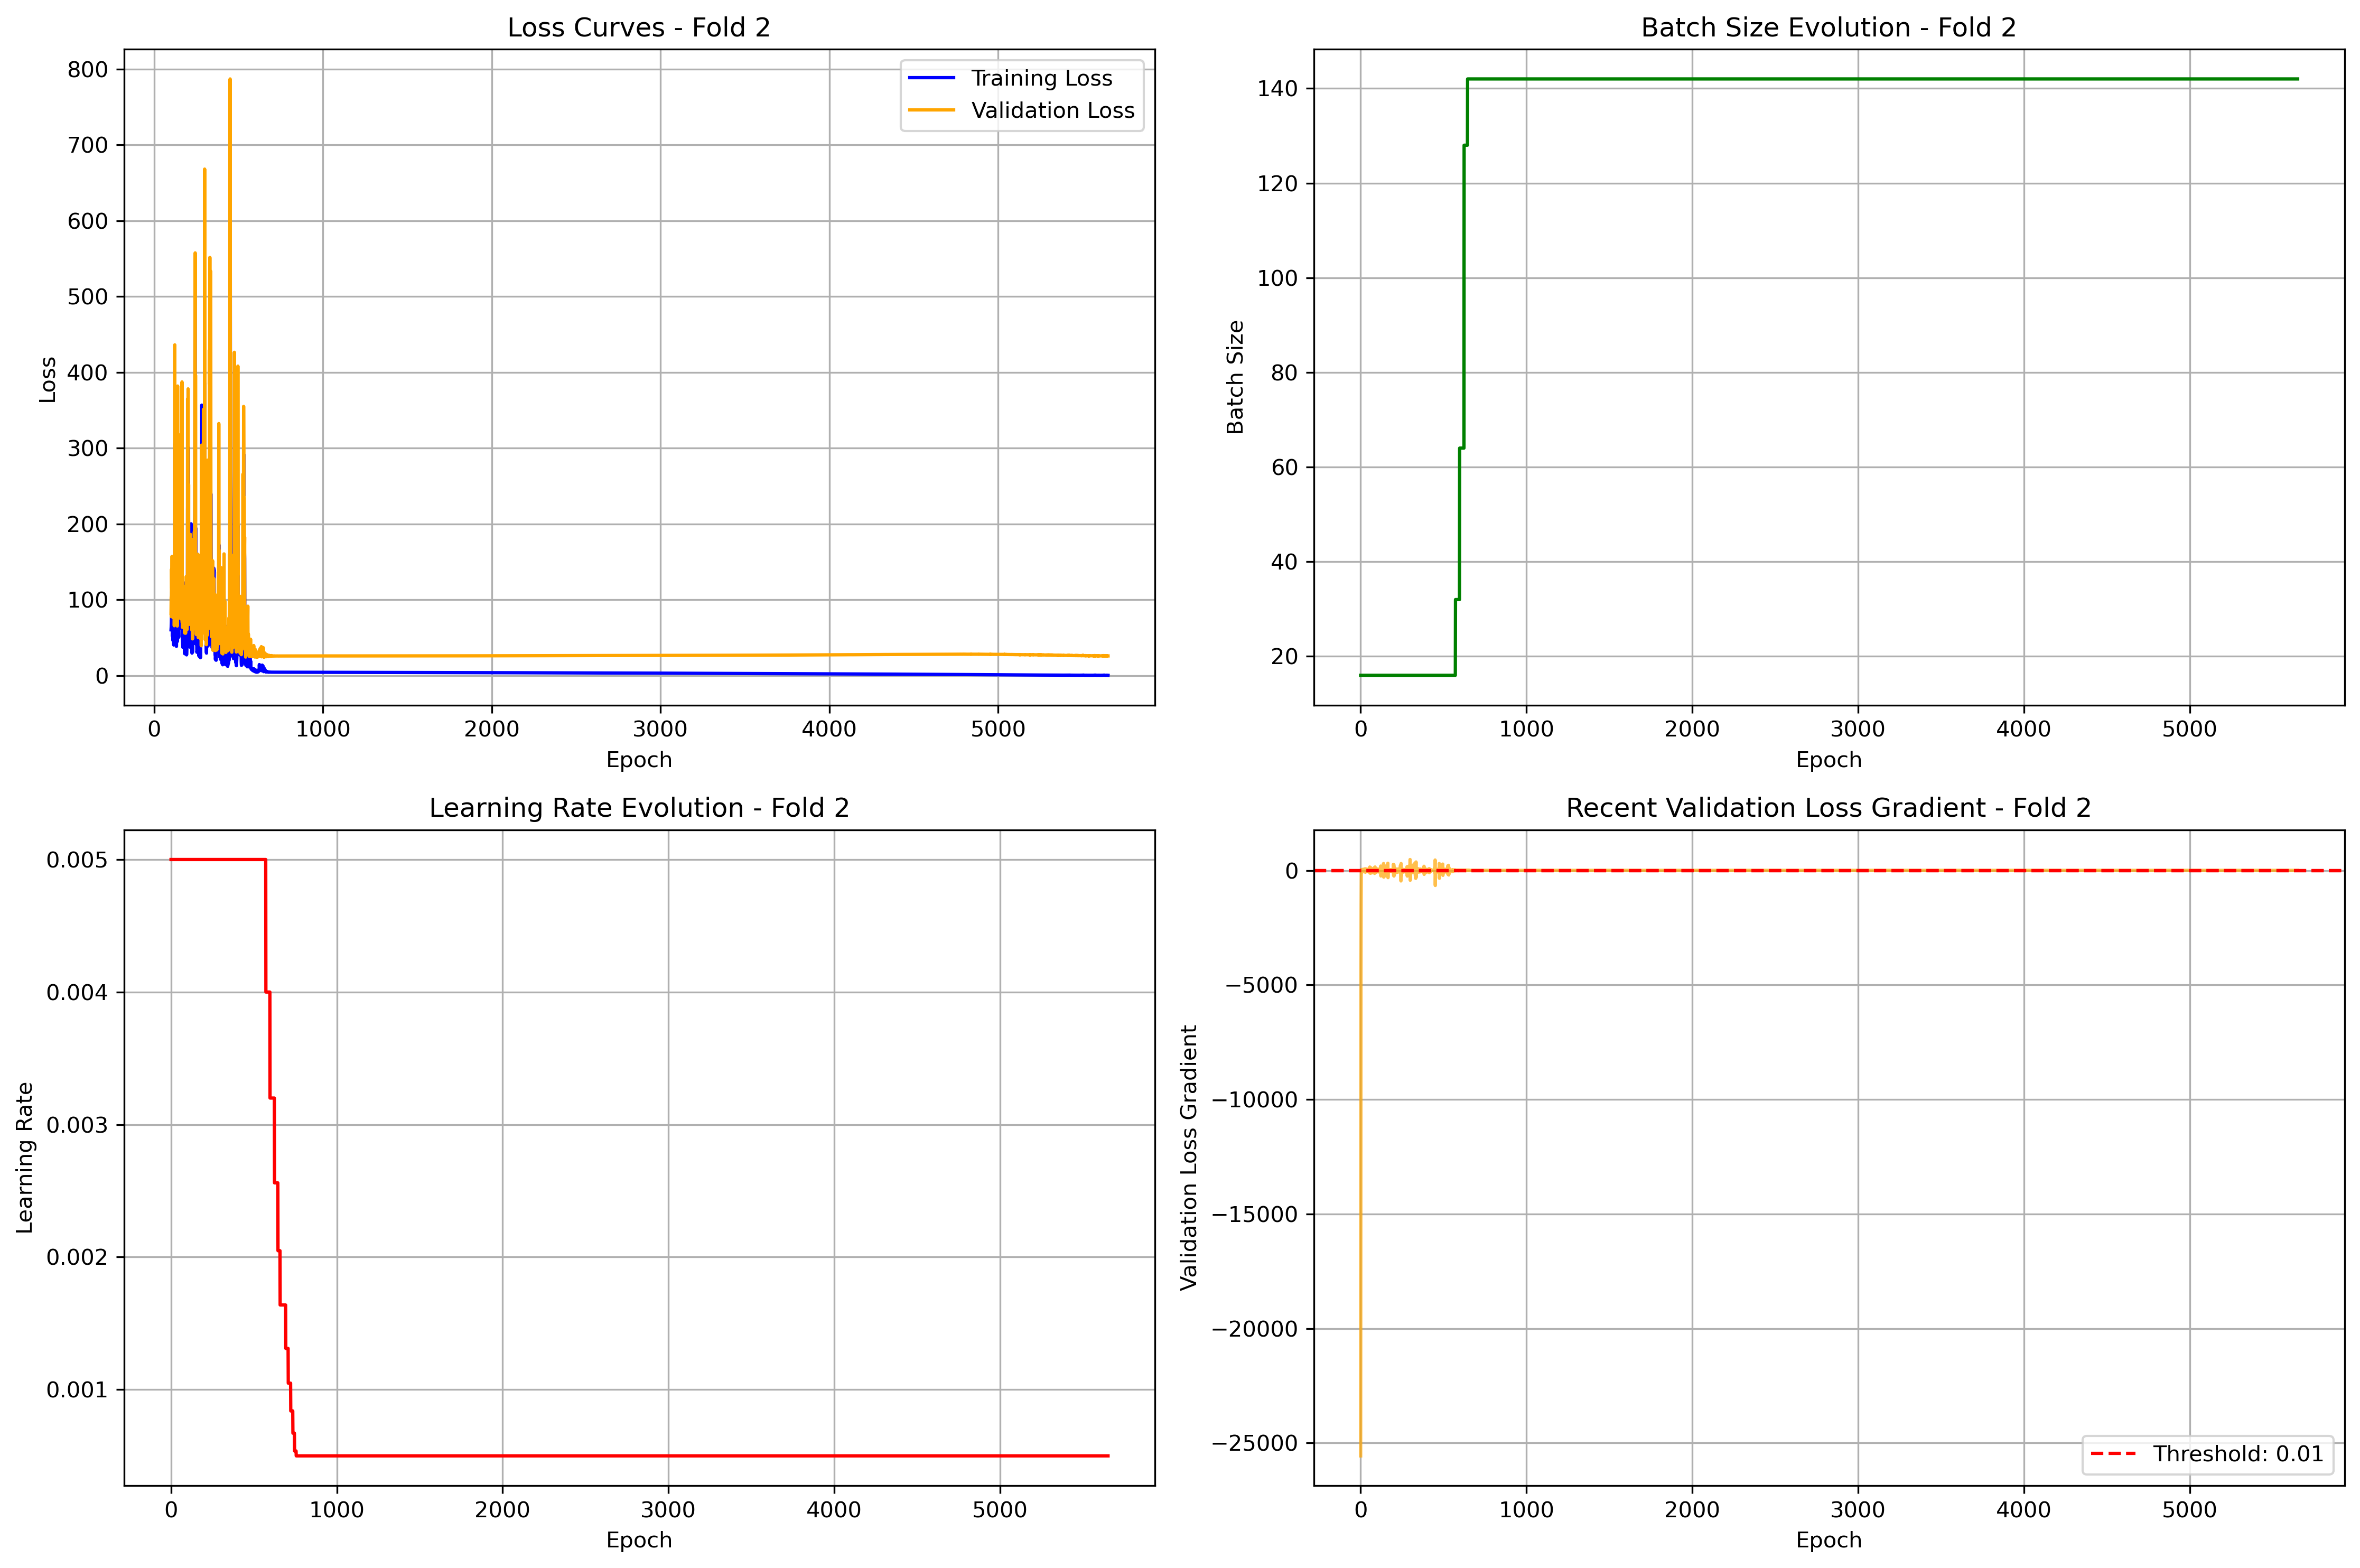 Loss Curves - Fold 2
Loss
800
700
600
500
400
300
200
100
0
0 1000 2000 3000 4000 5000
Epoch
Training Loss
Validation Loss
Batch Size Evolution - Fold 2
Batch Size
140
120
100
80
60
40
20
0 1000 2000 3000 4000 5000
Epoch
Learning Rate Evolution - Fold 2
Learning Rate
0.005
0.004
0.003
0.002
0.001
0 1000 2000 3000 4000 5000
Epoch
Recent Validation Loss Gradient - Fold 2
Validation Loss Gradient
0
−5000
−10000
−15000
−20000
−25000
0 1000 2000 3000 4000 5000
Epoch
Threshold: 0.01